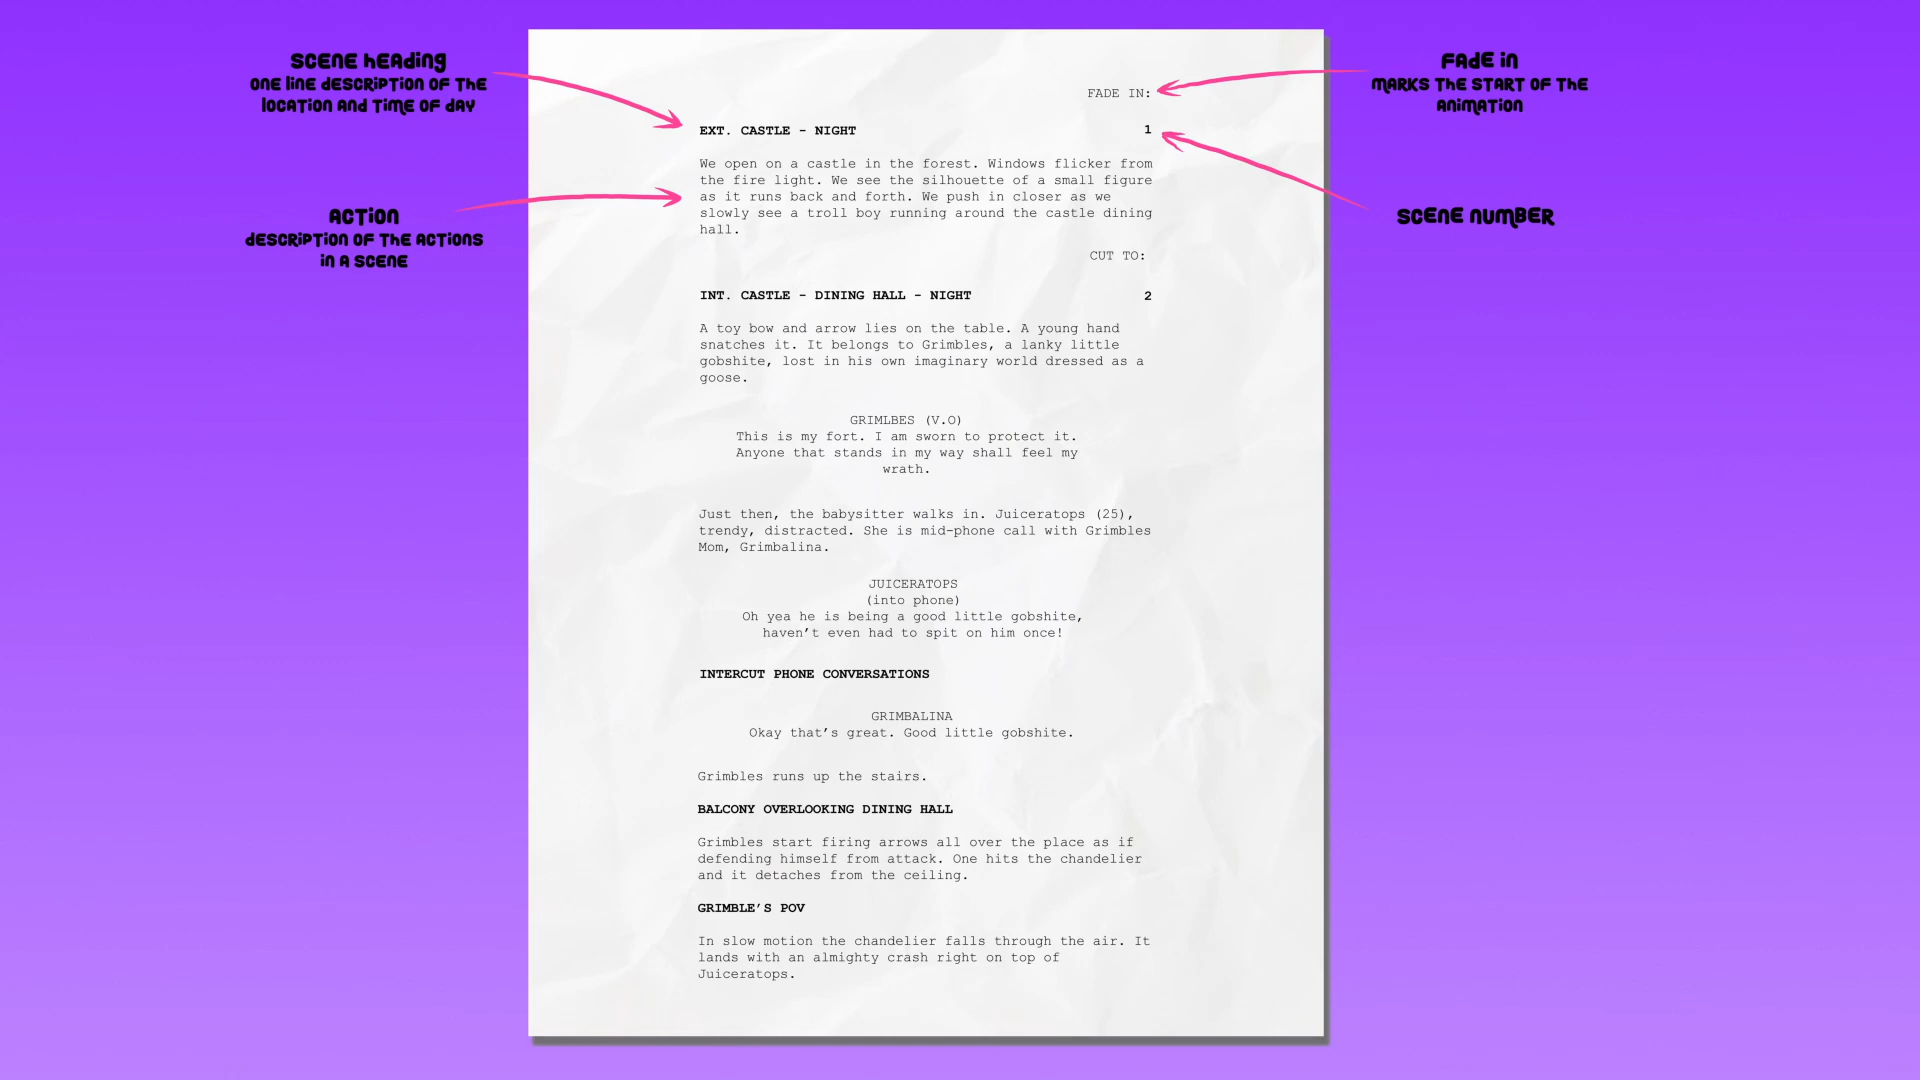 SCENE HEADING
ONE LINE DESCRIPTION OF THE
LOCATION AND TIME OF DAY
ACTION
DESCRIPTION OF THE ACTIONS
IN A SCENE
FADE IN
MARKS THE START OF THE
ANIMATION
SCENE NUMBER
FADE IN:
EXT. CASTLE - NIGHT 1
We open on a castle in the forest. Windows flicker from
the fire light. We see the silhouette of a small figure
as it runs back and forth. We push in closer as we
slowly see a troll boy running around the castle dining
hall.
CUT TO:
INT. CASTLE - DINING HALL - NIGHT 2
A toy bow and arrow lies on the table. A young hand
snatches it. It belongs to Grimbles, a lanky little
gobshite, lost in his own imaginary world dressed as a
goose.
GRIMLBES (V.O)
This is my fort. I am sworn to protect it.
Anyone that stands in my way shall feel my
wrath.
Just then, the babysitter walks in. Juiceratops (25),
trendy, distracted. She is mid-phone call with Grimbles
Mom, Grimbalina.
JUICERATOPS
(into phone)
Oh yea he is being a good little gobshite,
haven't even had to spit on him once!
INTERCUT PHONE CONVERSATIONS
GRIMBALINA
Okay that's great. Good little gobshite.
Grimbles runs up the stairs.
BALCONY OVERLOOKING DINING HALL
Grimbles start firing arrows all over the place as if
defending himself from attack. One hits the chandelier
and it detaches from the ceiling.
GRIMBLE'S POV
In slow motion the chandelier falls through the air. It
lands with an almighty crash right on top of
Juiceratops.